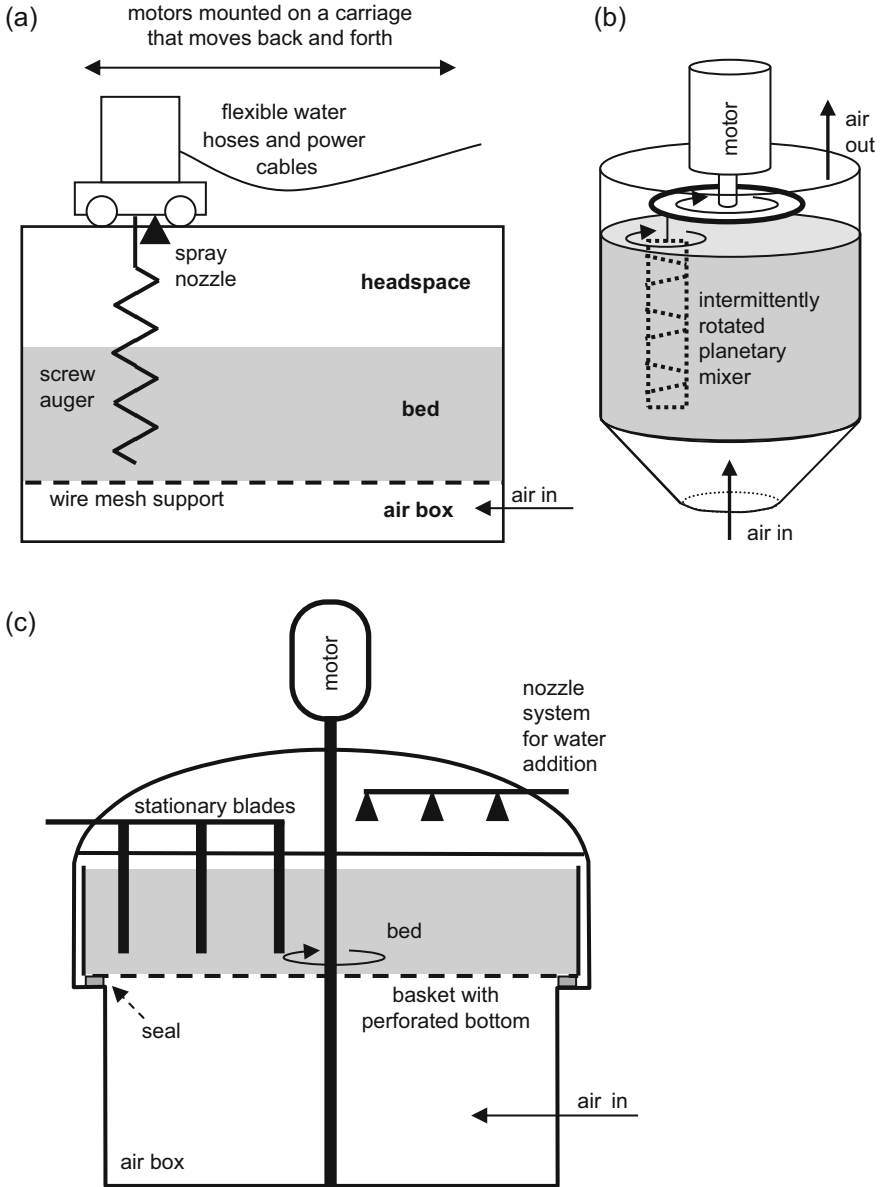 (a)
motors mounted on a carriage
that moves back and forth
flexible water
hoses and power
cables
spray
nozzle
headspace
screw
auger
bed
wire mesh support
air box
air in
(b)
motor
air
out
intermittently
rotated
planetary
mixer
air in
(c)
motor
nozzle
system
for water
addition
stationary blades
bed
basket with
perforated bottom
seal
air in
air box